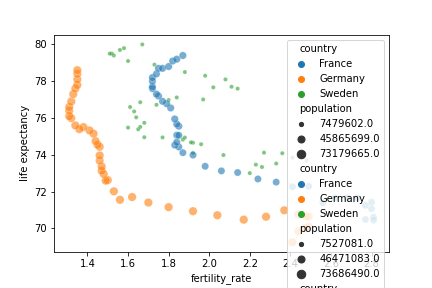 80
78
76
74
72
70
life expectancy
1.4
1.6
1.8
2.0
2.2
2.4
fertility_rate
country
France
Germany
Sweden
population
7479602.0
45865699.0
73179665.0
country
France
Germany
Sweden
population
7527081.0
46471083.0
73686490.0